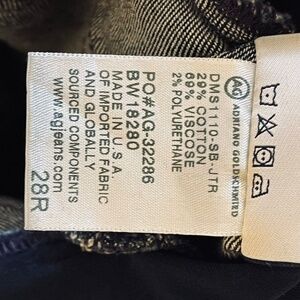 AG ADRIANO GOLDSCHMIED
DMS1110-SB-JTR
29% COTTON
69% VISCOSE
2% POLYURETHANE
PO#AG-32286
BW18280
MADE IN U.S.A.
OF IMPORTED FABRIC
AND GLOBALLY
SOURCED COMPONENTS
www.agjeans.com
28R